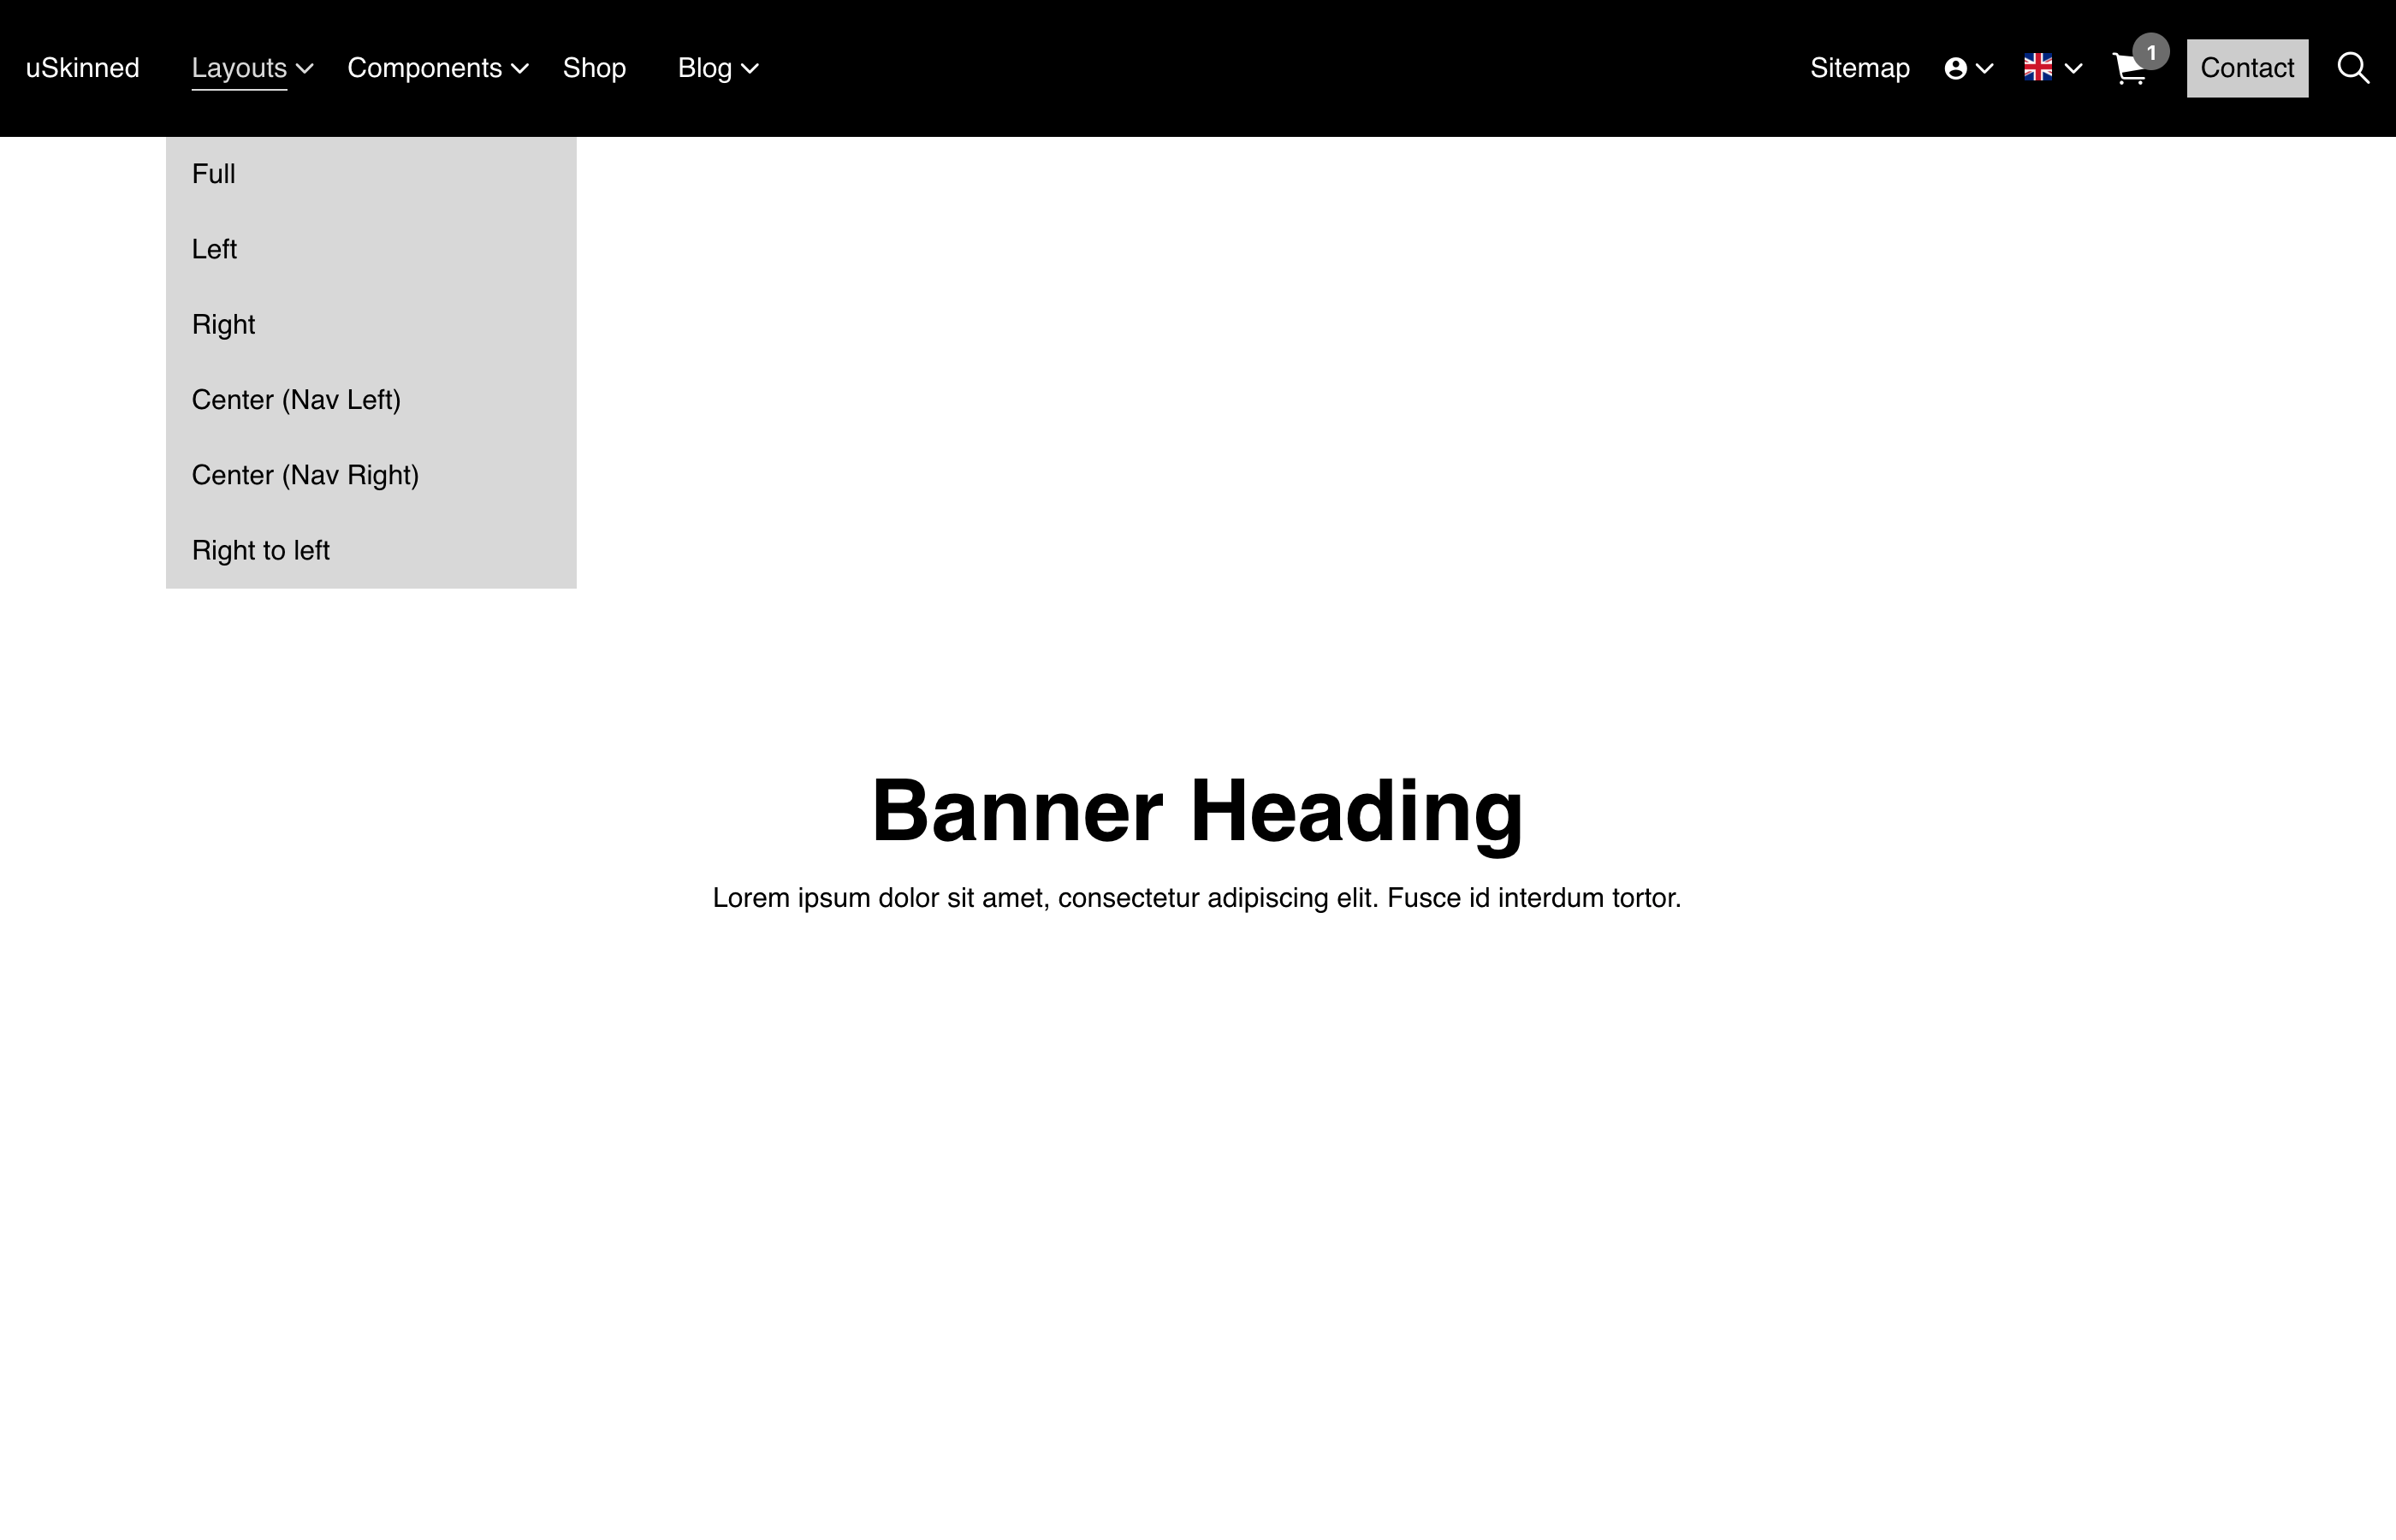 uSkinned Layouts Components Shop Blog Sitemap 1 Contact
Full
Left
Right
Center (Nav Left)
Center (Nav Right)
Right to left
Banner Heading
Lorem ipsum dolor sit amet, consectetur adipiscing elit. Fusce id interdum tortor.